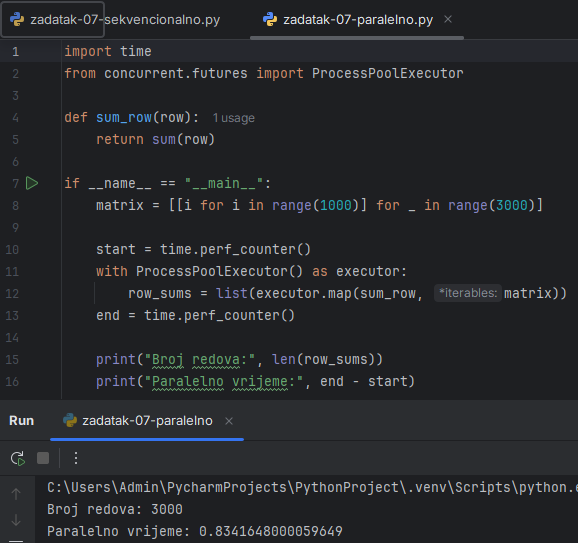 zadatak-07-sekvencionalno.py zadatak-07-paralelno.py ×
1 import time
2 from concurrent.futures import ProcessPoolExecutor
3
4 def sum_row(row): 1 usage
5 return sum(row)
6
7 if __name__ == "__main__":
8 matrix = [[i for i in range(1000)] for _ in range(3000)]
9
10 start = time.perf_counter()
11 with ProcessPoolExecutor() as executor:
12 row_sums = list(executor.map(sum_row, *iterables: matrix))
13 end = time.perf_counter()
14
15 print("Broj redova:", len(row_sums))
16 print("Paralelno vrijeme:", end - start)
Run zadatak-07-paralelno ×
C:\Users\Admin\PycharmProjects\PythonProject\.venv\Scripts\python.e
Broj redova: 3000
Paralelno vrijeme: 0.8341648000059649